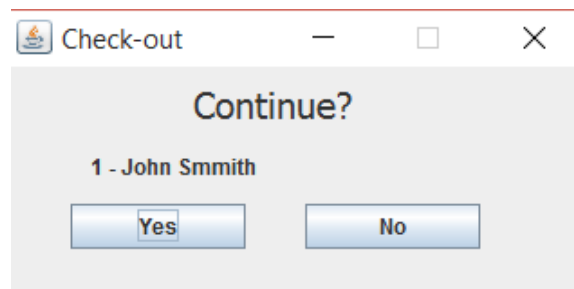 Check-out
Continue?
1 - John Smmith
Yes No